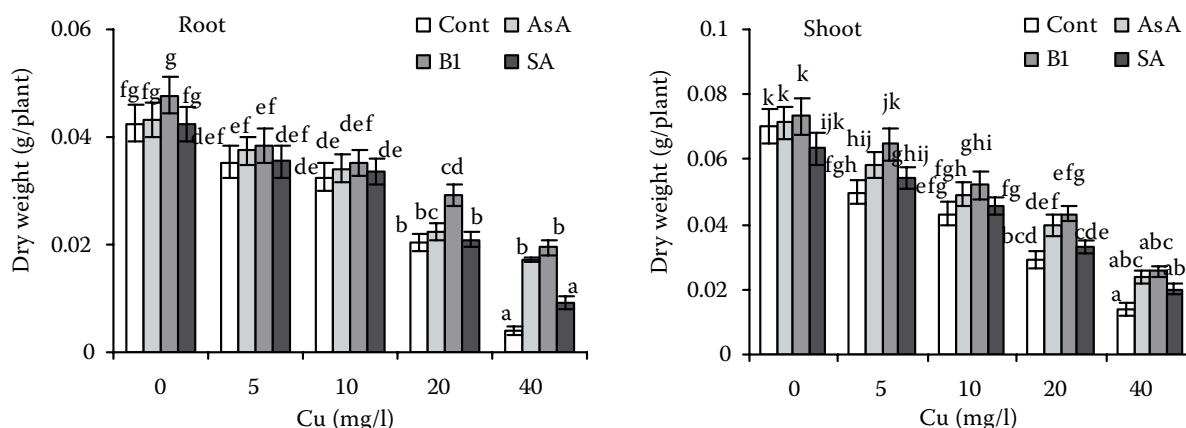 Root
Cont AsA
B1 SA
Dry weight (g/plant)
0.06
0.04
0.02
0
fg fg g fg
def ef ef def
de de def de
b bc cd b
a b b a
0 5 10 20 40
Cu (mg/l)
Shoot
Cont AsA
B1 SA
Dry weight (g/plant)
0.1
0.08
0.06
0.04
0.02
0
k k k ijk
fgh hij jk ghij
efg fgh ghi fg
bcd def efg cde
a abc abc ab
0 5 10 20 40
Cu (mg/l)